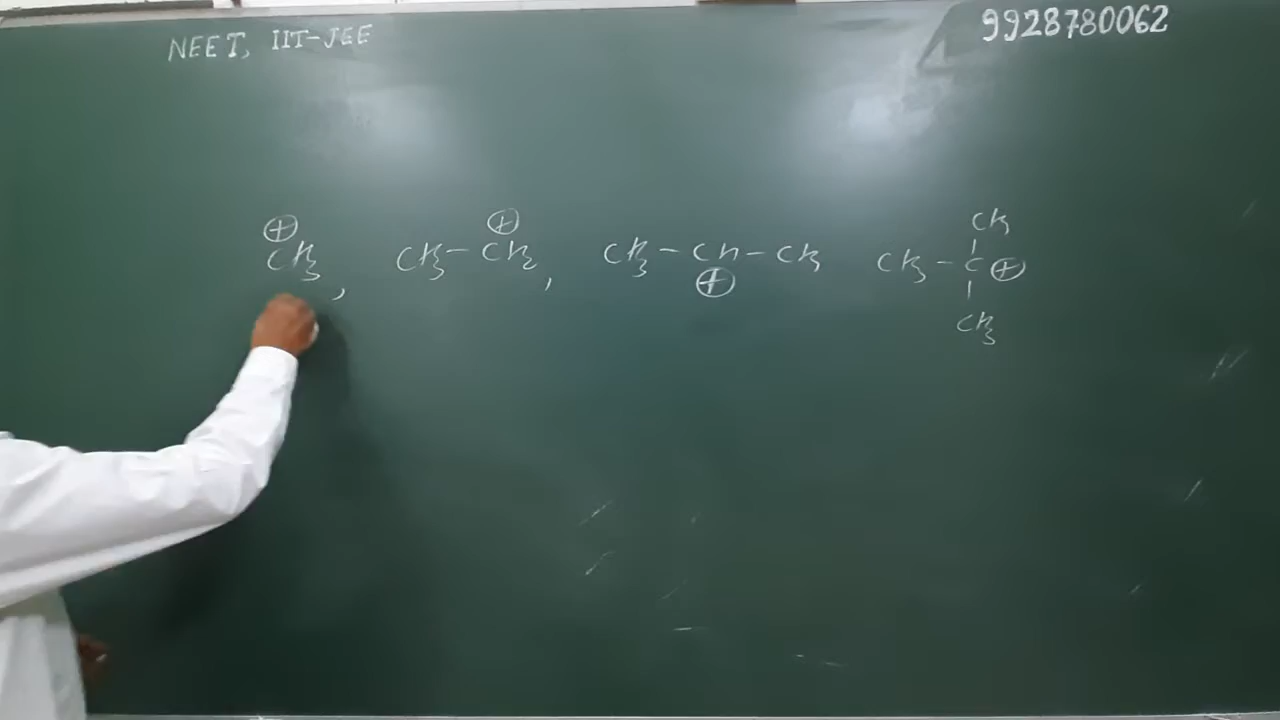 NEET, IIT-JEE
9928780062
⊕
CH3,
⊕
CH3-CH2,
CH3-CH-CH3
⊕
CH3
|
CH3-C⊕
|
CH3